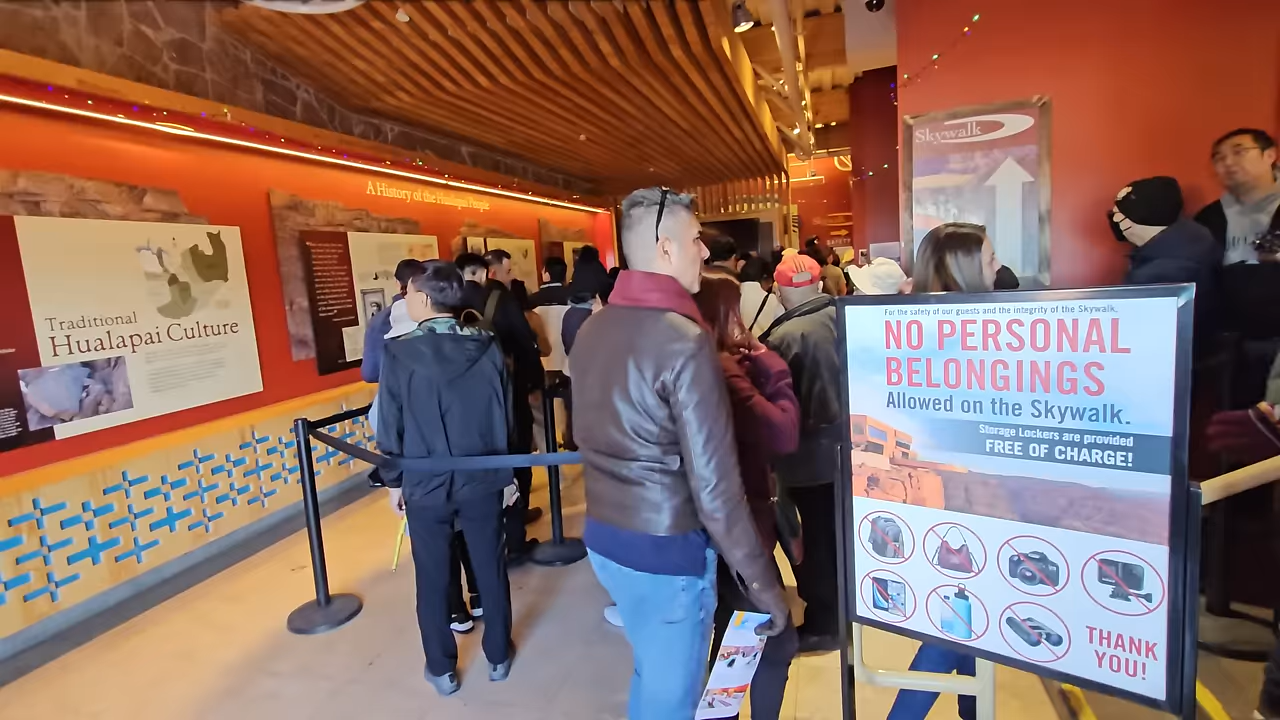 A History of the Hualapai People
Traditional
Hualapai Culture
Skywalk
SAFETY
For the safety of our guests and the integrity of the Skywalk,
NO PERSONAL
BELONGINGS
Allowed on the Skywalk.
Storage Lockers are provided
FREE OF CHARGE!
THANK
YOU!